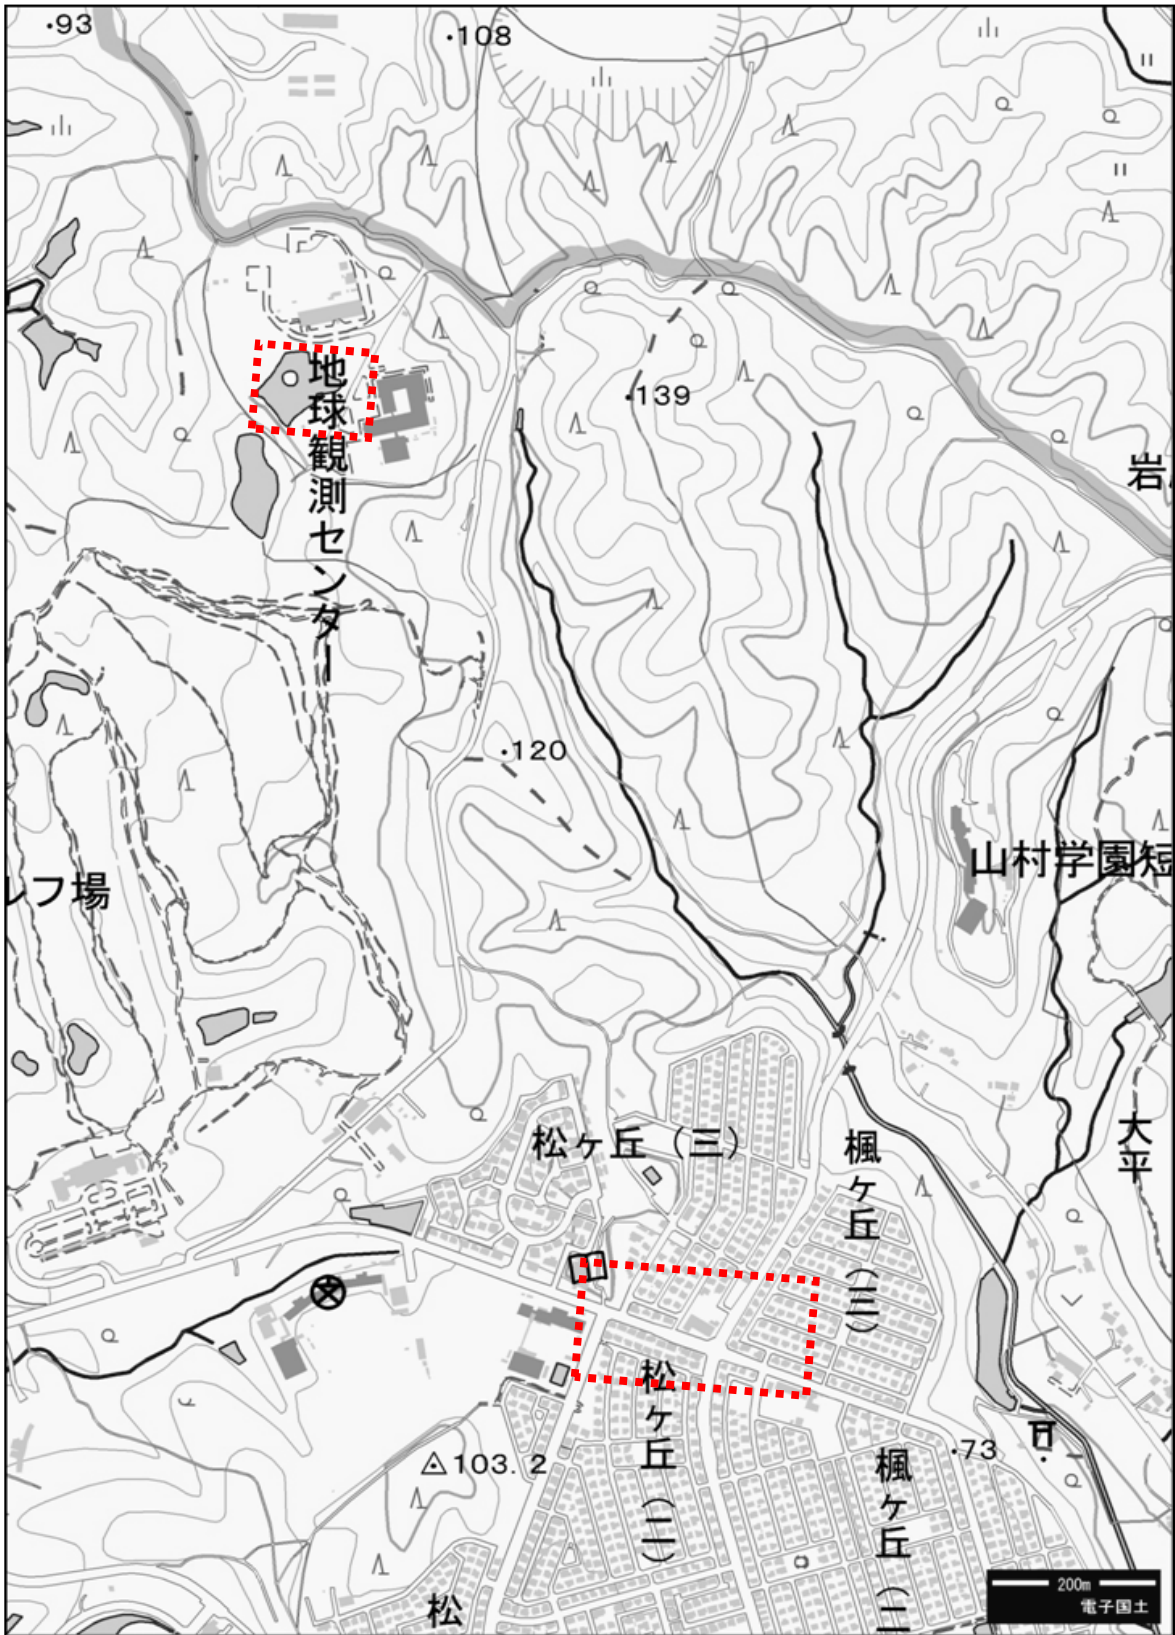 93
108
地球観測センター
139
岩
120
山村学園短
ルフ場
大平
松ヶ丘（三）
楓ヶ丘（三）
松ヶ丘（二）
103.2
73
楓ヶ丘（二
松
200m
電子国土